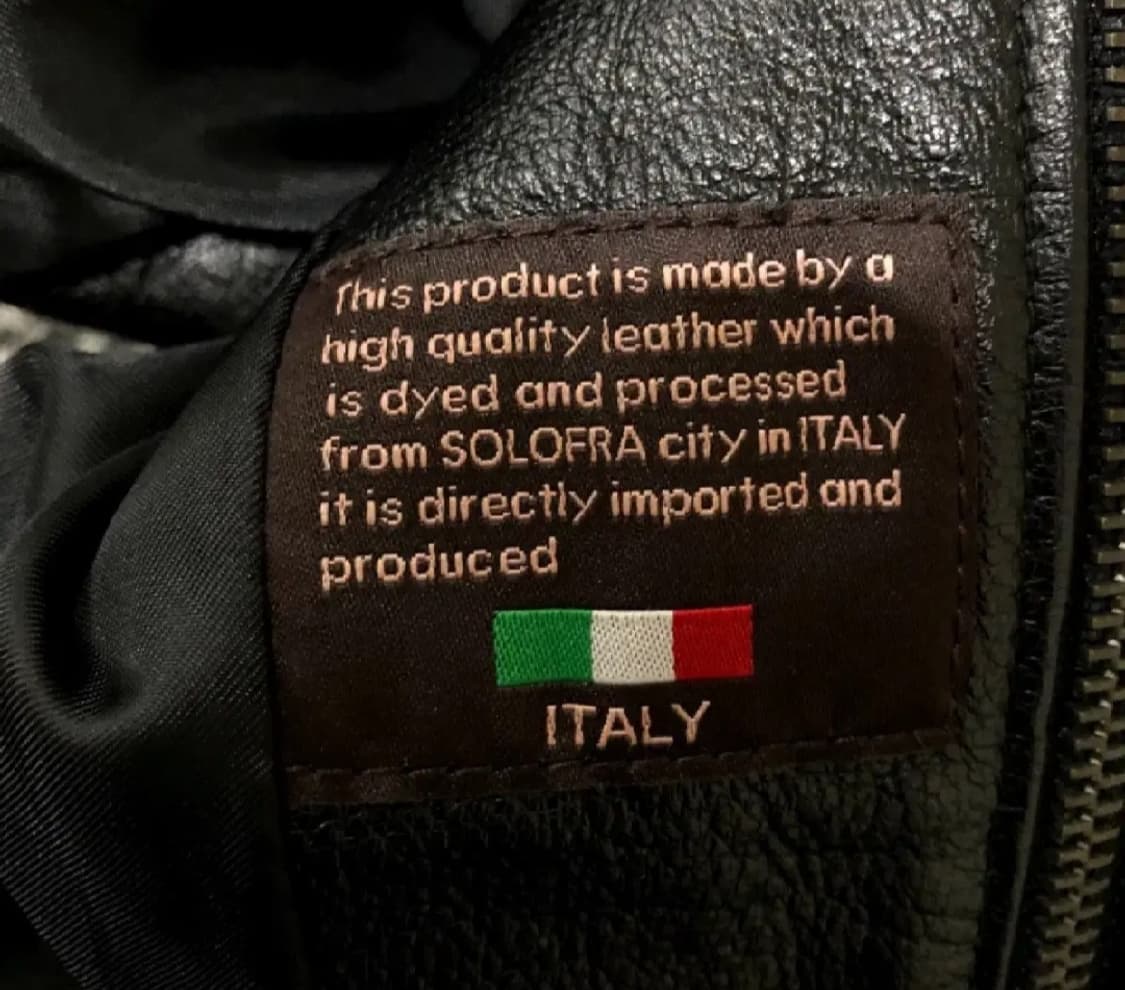 This product is made by a
high quality leather which
is dyed and processed
from SOLOFRA city in ITALY
it is directly imported and
produced
ITALY